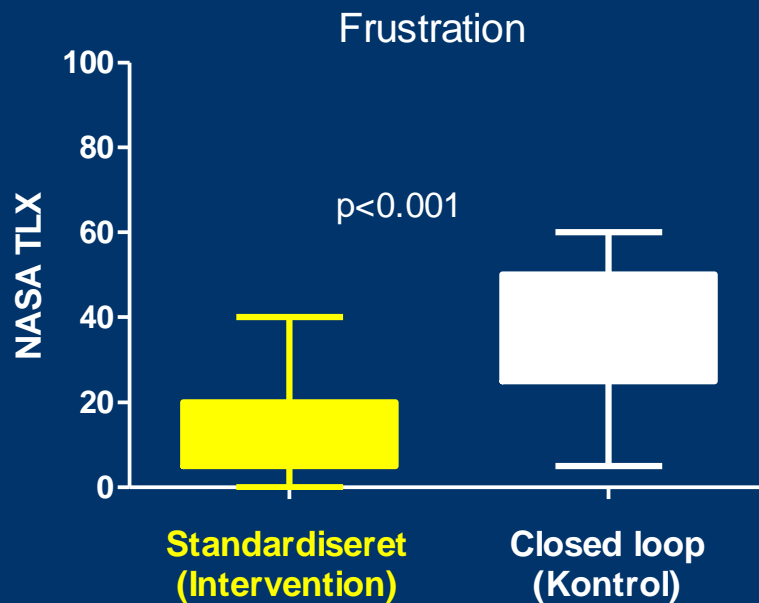 Frustration
100
80
60
40
20
0
NASA TLX
p<0.001
Standardiseret
(Intervention)
Closed loop
(Kontrol)